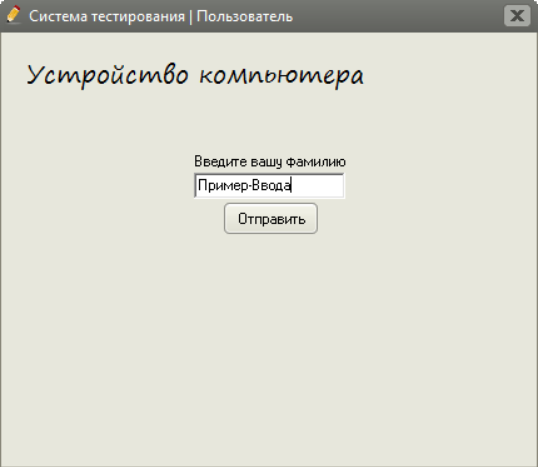 Система тестирования | Пользователь
Устройство компьютера
Введите вашу фамилию
Пример-Ввода
Отправить